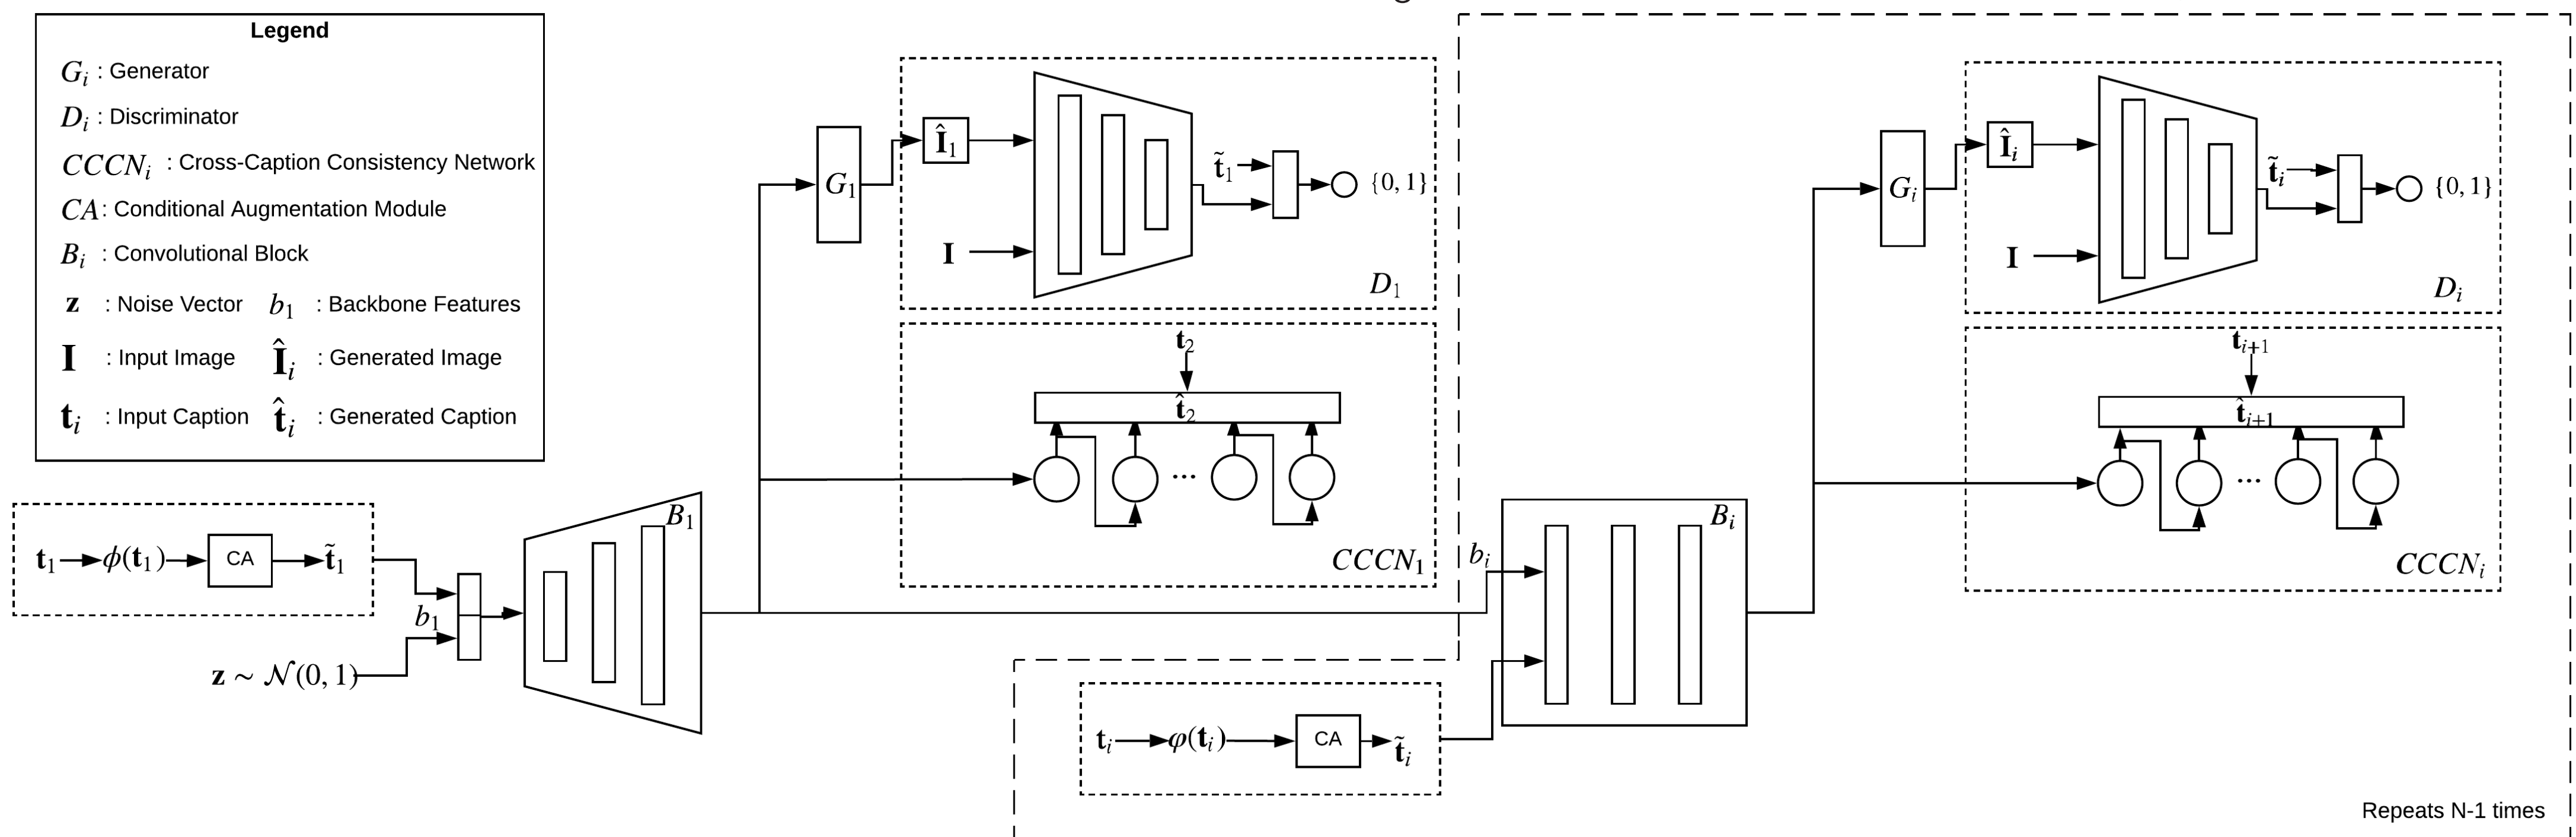 Legend
G_i : Generator
D_i : Discriminator
CCCN_i : Cross-Caption Consistency Network
CA : Conditional Augmentation Module
B_i : Convolutional Block
z : Noise Vector b_1 : Backbone Features
I : Input Image Î_i : Generated Image
t_i : Input Caption t̂_i : Generated Caption
t_1 ϕ(t_1) CA t̃_1
b_1
z ∼ 𝒩(0, 1)
B_1
G_1
Î_1
I
t̃_1
{0, 1}
D_1
t_2
t̂_2
...
CCCN_1
b_i
B_i
t_i φ(t_i) CA t̃_i
G_i
Î_i
I
t̃_i
{0, 1}
D_i
t_{i+1}
t̂_{i+1}
...
CCCN_i
Repeats N-1 times